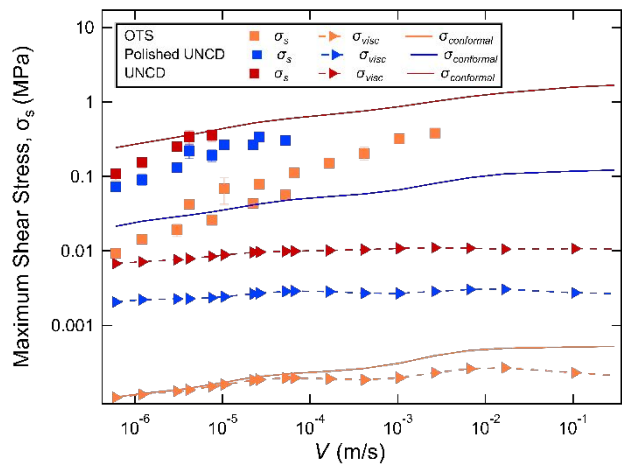 OTS σs σvisc σconformal
Polished UNCD σs σvisc σconformal
UNCD σs σvisc σconformal
Maximum Shear Stress, σs (MPa)
10
1
0.1
0.01
0.001
10-6 10-5 10-4 10-3 10-2 10-1
V (m/s)